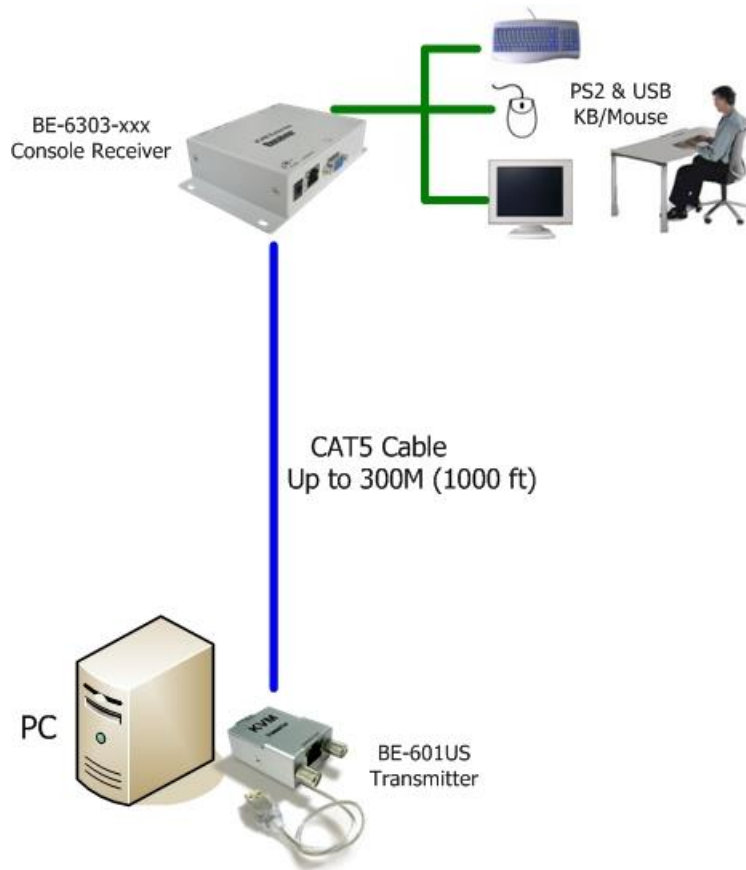 BE-6303-xxx
Console Receiver
PS2 & USB
KB/Mouse
CAT5 Cable
Up to 300M (1000 ft)
PC
KVM
BE-601US
Transmitter